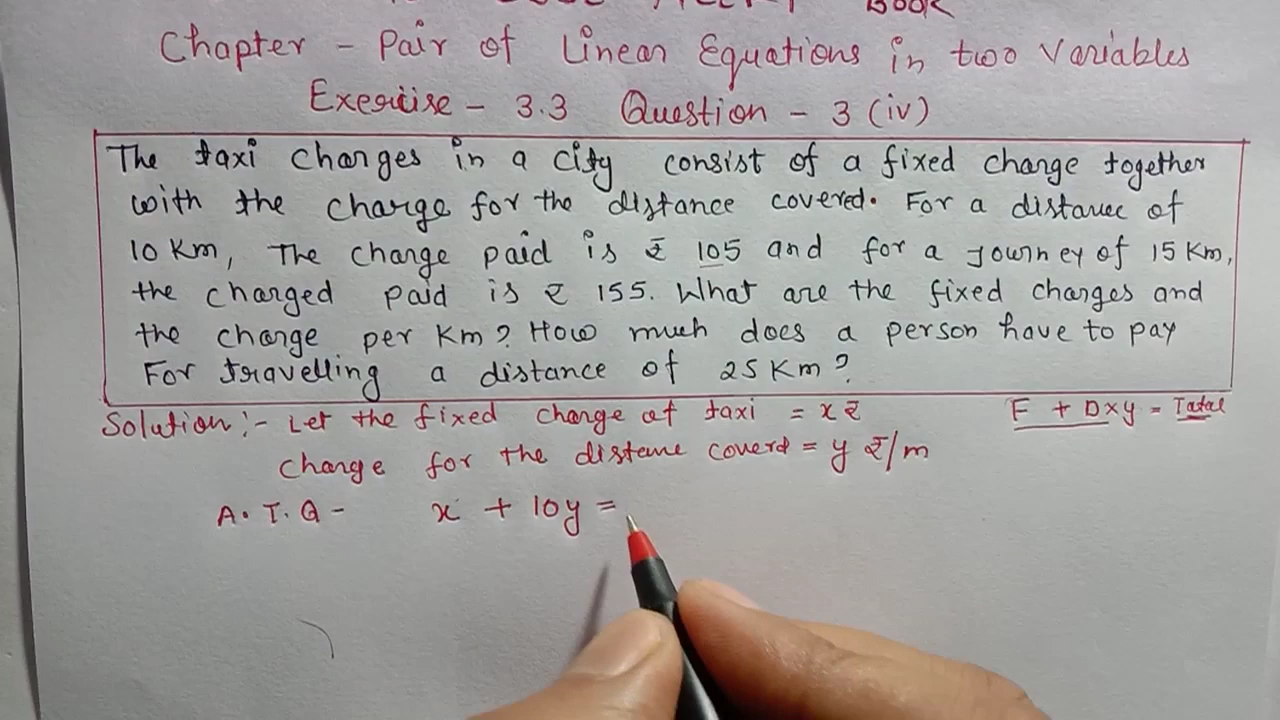 Book
Chapter - Pair of Linear Equations in two Variables
Exercise - 3.3 Question - 3 (iv)
The taxi charges in a city consist of a fixed charge together
with the charge for the distance covered. For a distance of
10 Km, The charge paid is ₹ 105 and for a Journey of 15 Km,
the charged paid is ₹ 155. What are the fixed charges and
the charge per Km? How much does a person have to pay
For travelling a distance of 25 Km?
Solution :- Let the fixed charge of taxi = x ₹ F + D×y = Total
Charge for the distance coverd = y ₹/m
A.T.Q - x + 10y =